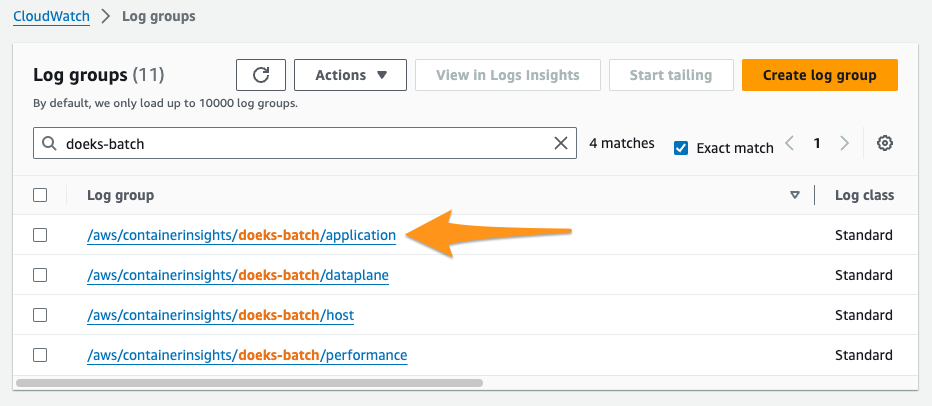 CloudWatch > Log groups
Log groups (11)
Actions ▼
View in Logs Insights
Start tailing
Create log group
By default, we only load up to 10000 log groups.
doeks-batch
4 matches
Exact match
1
Log group
Log class
/aws/containerinsights/doeks-batch/application
Standard
/aws/containerinsights/doeks-batch/dataplane
Standard
/aws/containerinsights/doeks-batch/host
Standard
/aws/containerinsights/doeks-batch/performance
Standard